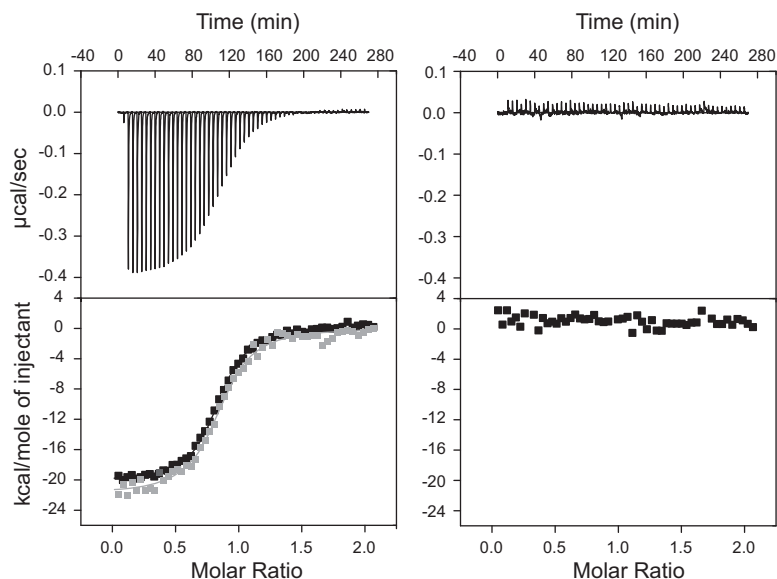 Time (min)
Time (min)
-40 0 40 80 120 160 200 240 280
-40 0 40 80 120 160 200 240 280
0.1
0.0
-0.1
-0.2
-0.3
-0.4
µcal/sec
0.1
0.0
-0.1
-0.2
-0.3
-0.4
4
0
-4
-8
-12
-16
-20
-24
kcal/mole of injectant
4
0
-4
-8
-12
-16
-20
-24
0.0 0.5 1.0 1.5 2.0
0.0 0.5 1.0 1.5 2.0
Molar Ratio
Molar Ratio